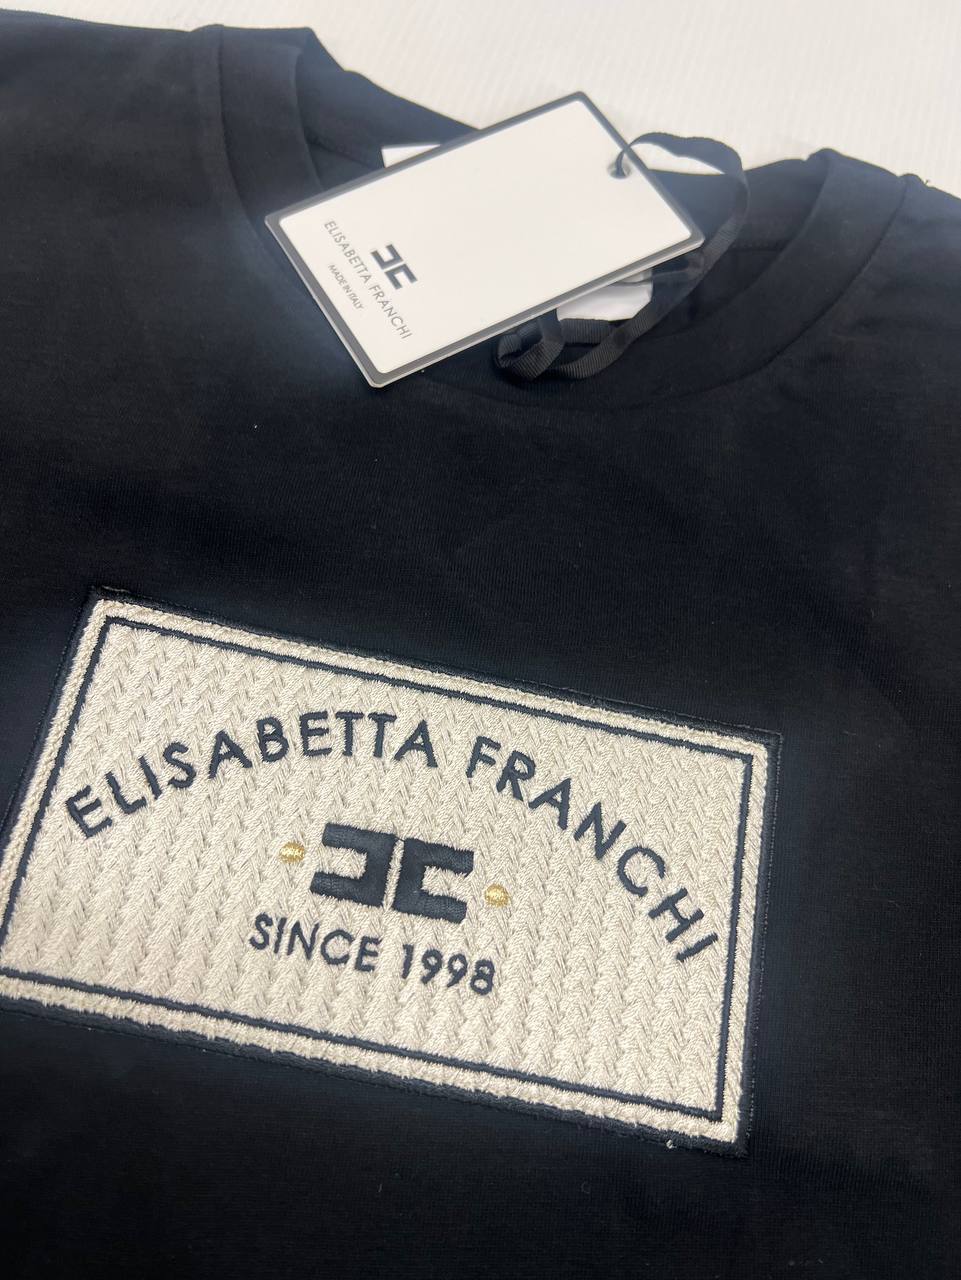 ELISABETTA FRANCHI
MADE IN ITALY
ELISABETTA FRANCHI
SINCE 1998